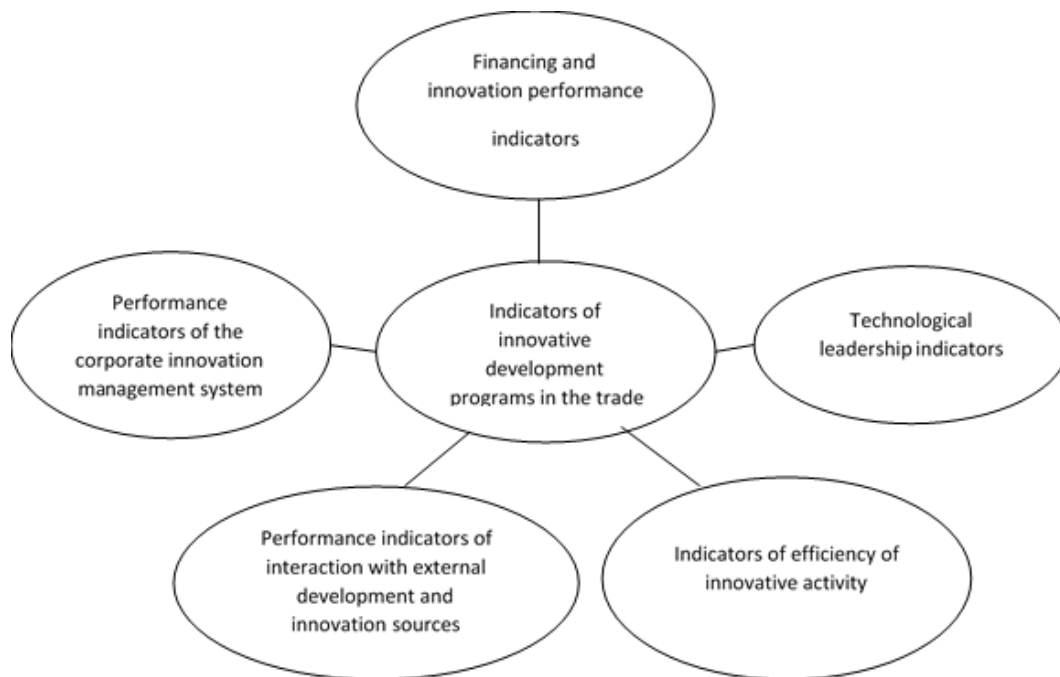 Financing and
innovation performance
indicators
Performance
indicators of the
corporate innovation
management system
Indicators of
innovative
development
programs in the trade
Technological
leadership indicators
Performance indicators of
interaction with external
development and
innovation sources
Indicators of efficiency of
innovative activity